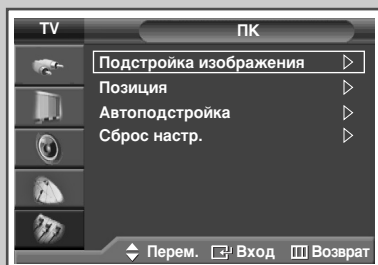 TV ПК
Подстройка изображения
Позиция
Автоподстройка
Сброс настр.
Перем. Вход Возврат